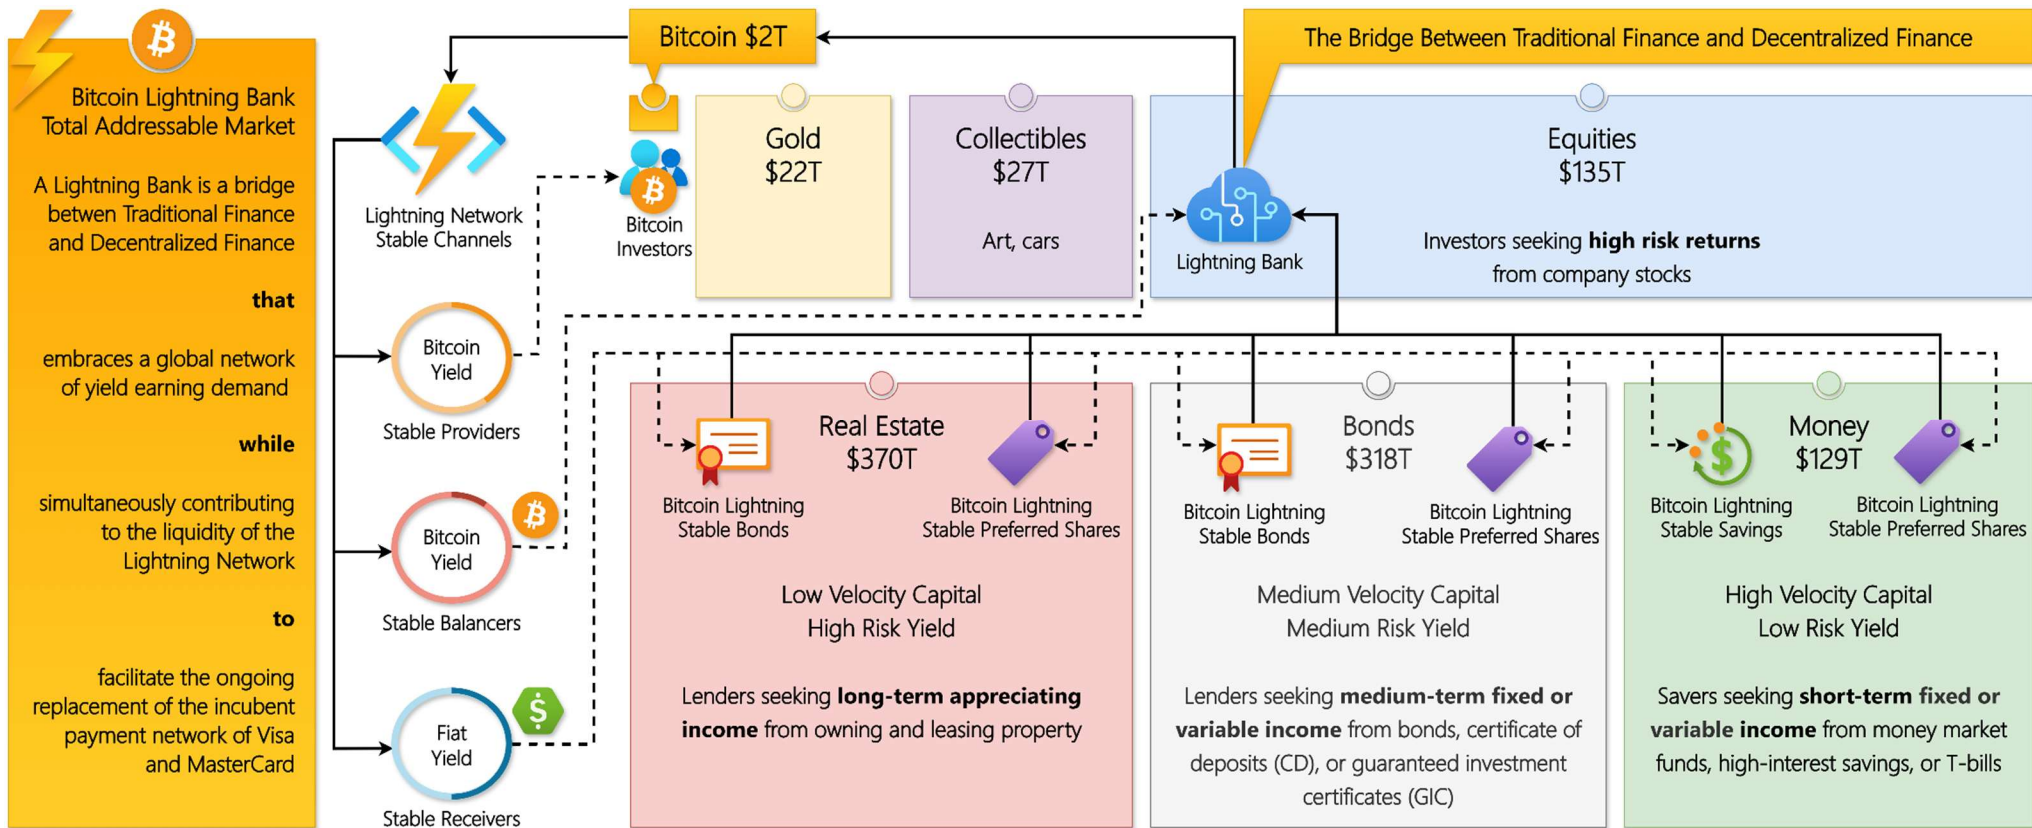 Bitcoin Lightning Bank
Total Addressable Market
A Lightning Bank is a bridge
betwen Traditional Finance
and Decentralized Finance
that
embraces a global network
of yield earning demand
while
simultaneously contributing
to the liquidity of the
Lightning Network
to
facilitate the ongoing
replacement of the incubent
payment network of Visa
and MasterCard
Lightning Network
Stable Channels
Bitcoin
Yield
Stable Providers
Bitcoin
Yield
Stable Balancers
Fiat
Yield
Stable Receivers
Bitcoin $2T
Bitcoin
Investors
Gold
$22T
Collectibles
$27T
Art, cars
The Bridge Between Traditional Finance and Decentralized Finance
Equities
$135T
Lightning Bank
Investors seeking high risk returns
from company stocks
Real Estate
$370T
Bitcoin Lightning
Stable Bonds
Bitcoin Lightning
Stable Preferred Shares
Low Velocity Capital
High Risk Yield
Lenders seeking long-term appreciating
income from owning and leasing property
Bonds
$318T
Bitcoin Lightning
Stable Bonds
Bitcoin Lightning
Stable Preferred Shares
Medium Velocity Capital
Medium Risk Yield
Lenders seeking medium-term fixed or
variable income from bonds, certificate of
deposits (CD), or guaranteed investment
certificates (GIC)
Money
$129T
Bitcoin Lightning
Stable Savings
Bitcoin Lightning
Stable Preferred Shares
High Velocity Capital
Low Risk Yield
Savers seeking short-term fixed or
variable income from money market
funds, high-interest savings, or T-bills